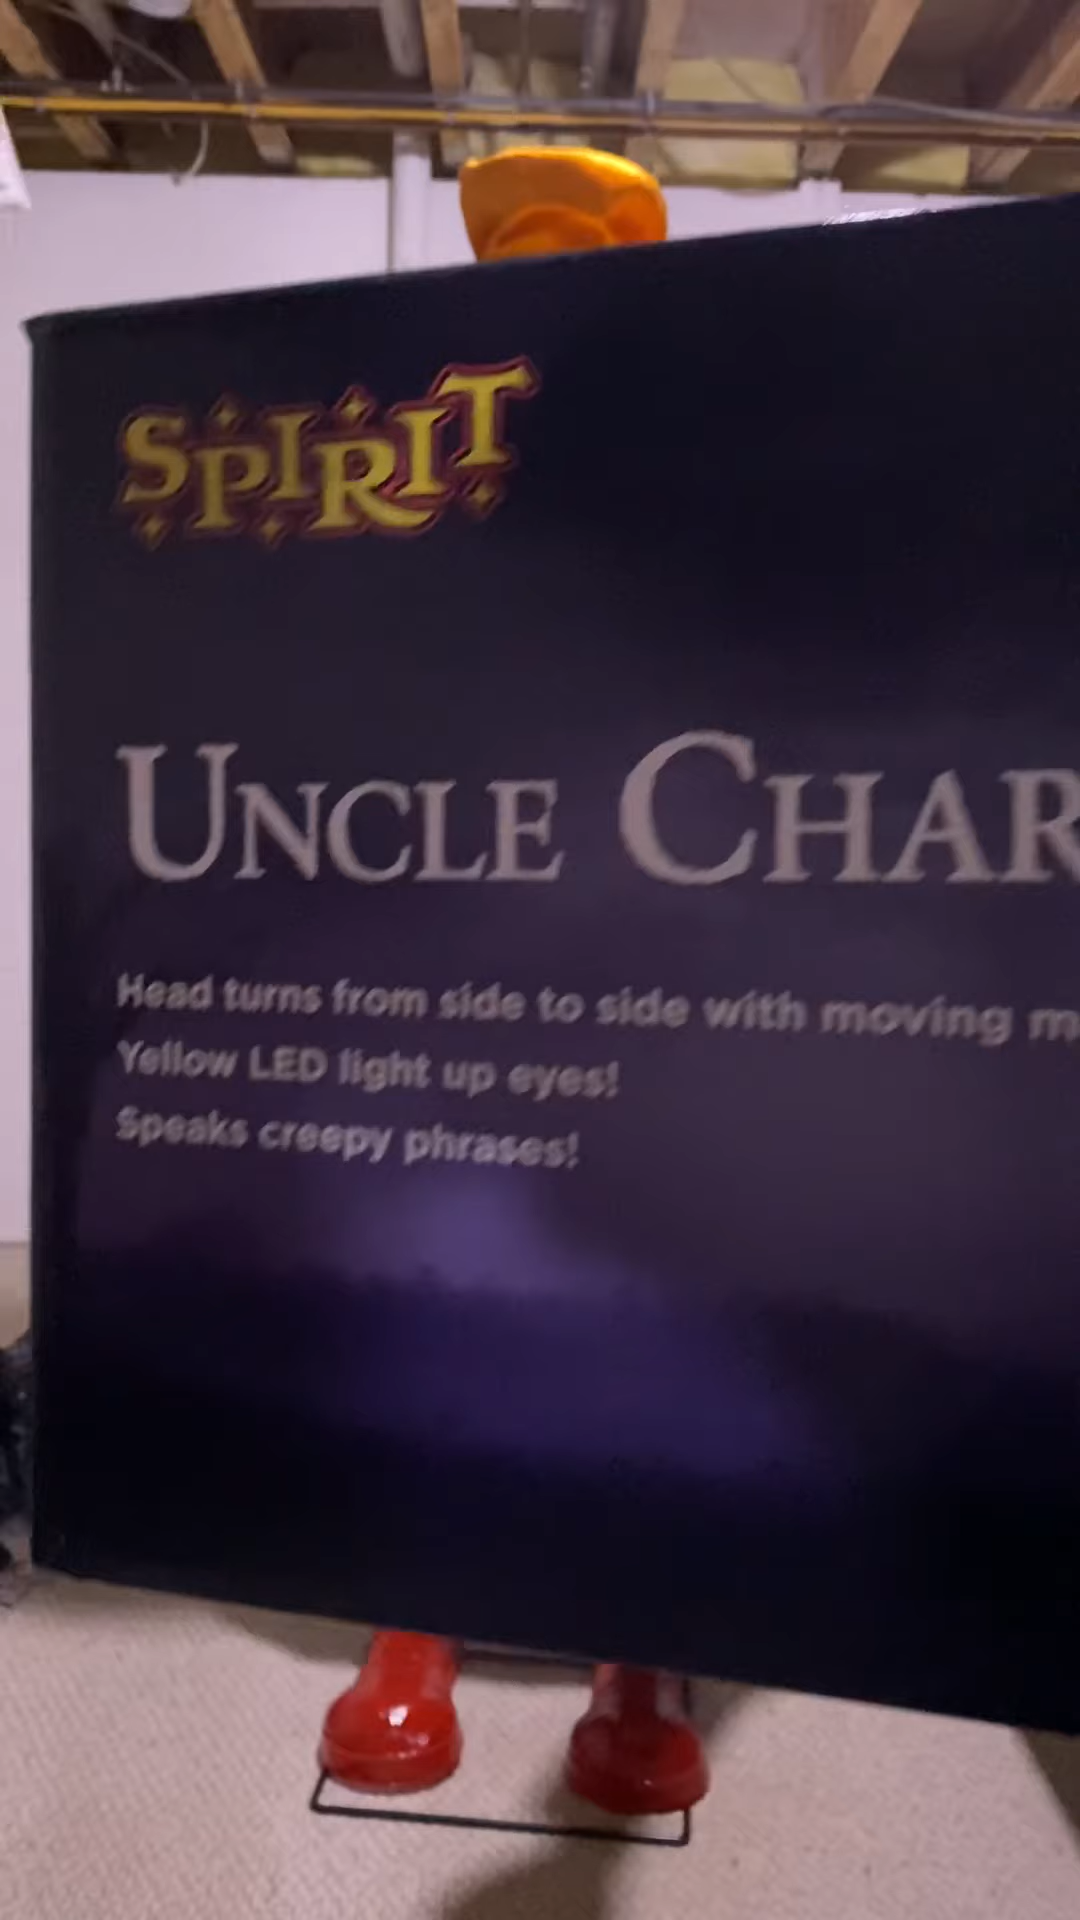 SPIRIT
UNCLE CHAR
Head turns from side to side with moving m
Yellow LED light up eyes!
Speaks creepy phrases!